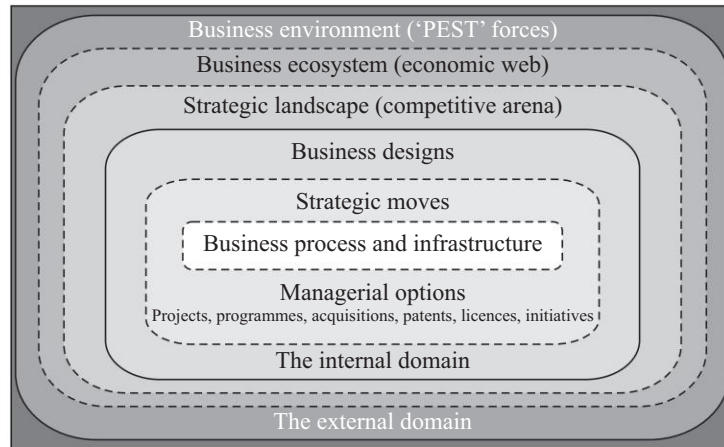 Business environment (‘PEST’ forces)
Business ecosystem (economic web)
Strategic landscape (competitive arena)
Business designs
Strategic moves
Business process and infrastructure
Managerial options
Projects, programmes, acquisitions, patents, licences, initiatives
The internal domain
The external domain